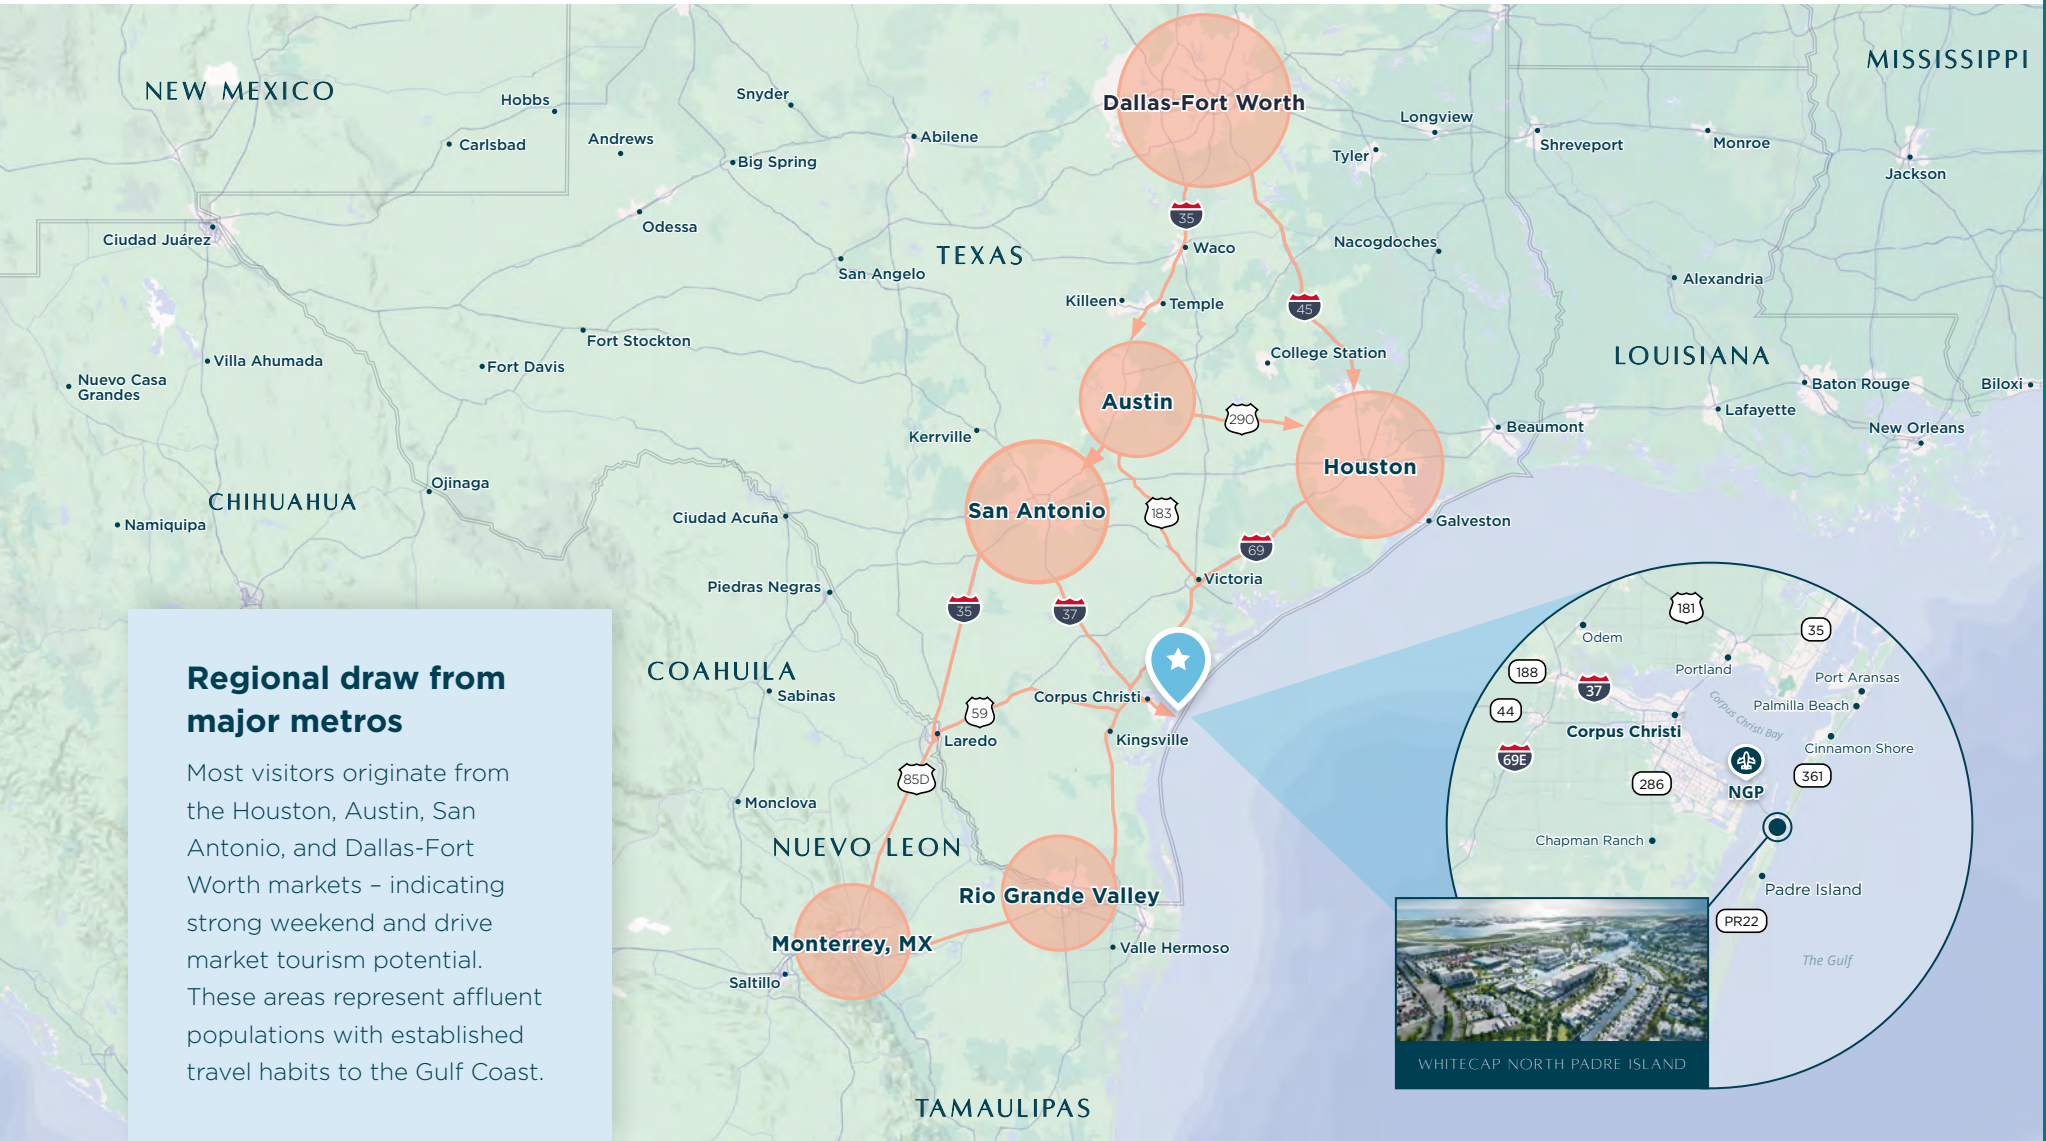 NEW MEXICO
MISSISSIPPI
Hobbs
Snyder
Dallas-Fort Worth
Carlsbad
Andrews
Abilene
Big Spring
Longview
Tyler
Shreveport
Monroe
Jackson
Odessa
Ciudad Juárez
35
Waco
TEXAS
San Angelo
Nacogdoches
Alexandria
Killeen
Temple
45
Fort Stockton
Fort Davis
Villa Ahumada
College Station
LOUISIANA
Nuevo Casa
Grandes
Austin
290
Baton Rouge
Biloxi
Lafayette
New Orleans
Kerrville
Beaumont
Houston
Ojinaga
CHIHUAHUA
Namiquipa
Ciudad Acuña
San Antonio
183
Galveston
69
Piedras Negras
Victoria
35
37
COAHUILA
Sabinas
Corpus Christi
59
Laredo
Kingsville
85D
Monclova
NUEVO LEON
Rio Grande Valley
Monterrey, MX
Valle Hermoso
Saltillo
TAMAULIPAS
Regional draw from
major metros
Most visitors originate from
the Houston, Austin, San
Antonio, and Dallas-Fort
Worth markets – indicating
strong weekend and drive
market tourism potential.
These areas represent affluent
populations with established
travel habits to the Gulf Coast.
181
Odem
35
Portland
188
37
Port Aransas
44
Palmilla Beach
Corpus Christi Bay
Corpus Christi
Cinnamon Shore
69E
NGP
361
286
Chapman Ranch
Padre Island
PR22
The Gulf
WHITECAP NORTH PADRE ISLAND